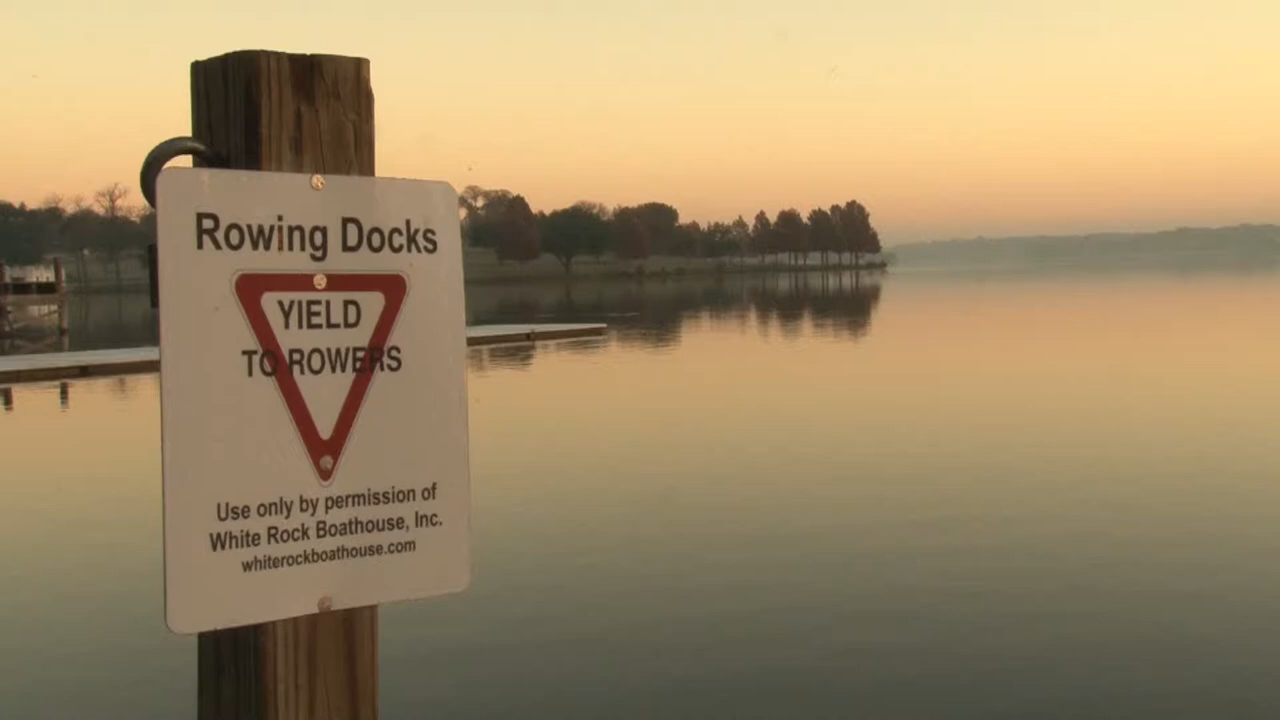 Rowing Docks
YIELD
TO ROWERS
Use only by permission of
White Rock Boathouse, Inc.
whiterockboathouse.com